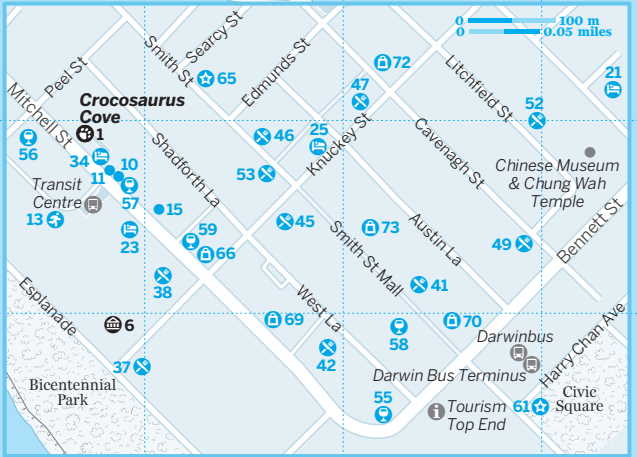 0 100 m
0 0.05 miles
Searcy St
Smith St
65
Edmunds St
72
Litchfield St
21
Peel St
47
52
Mitchell St
Crocosaurus
Cove
1
56
34
10
11
57
46
25
Knuckey St
Cavenagh St
Chinese Museum
& Chung Wah
Temple
Shadforth La
53
Transit
Centre
13
15
23
59
66
45
73
Smith St Mall
Austin La
49
Bennett St
38
41
Esplanade
6
West La
69
42
58
70
Darwinbus
Harry Chan Ave
37
Darwin Bus Terminus
Bicentennial
Park
55
Tourism
Top End
61
Civic
Square